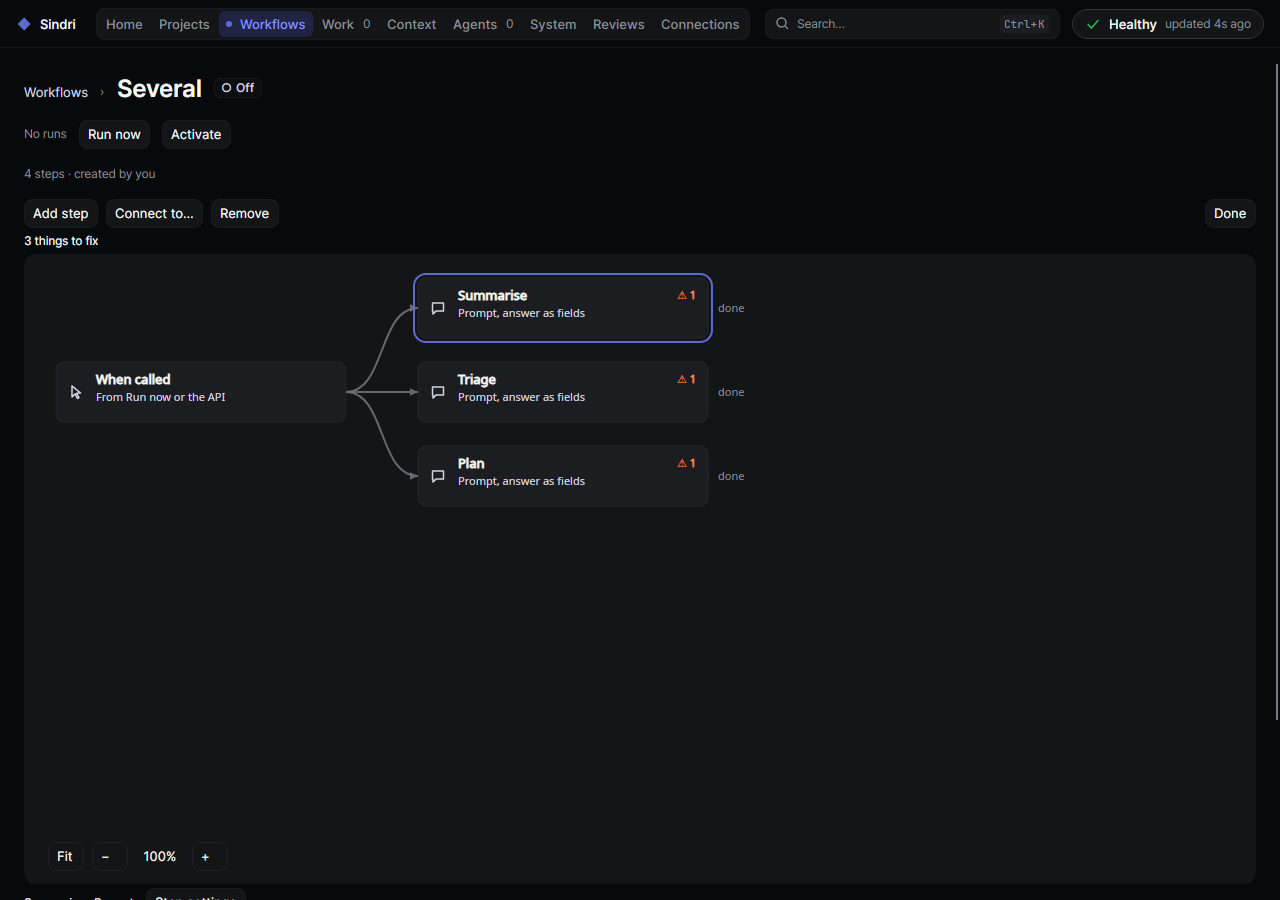 Sindri Home Projects Workflows Work 0 Context Agents 0 System Reviews Connections Search... Ctrl+K Healthy updated 4s ago
Workflows › Several Off
No runs Run now Activate
4 steps · created by you
Add step Connect to... Remove Done
3 things to fix
Summarise ⚠ 1
Prompt, answer as fields
done
When called
From Run now or the API
Triage ⚠ 1
Prompt, answer as fields
done
Plan ⚠ 1
Prompt, answer as fields
done
Fit − 100% +